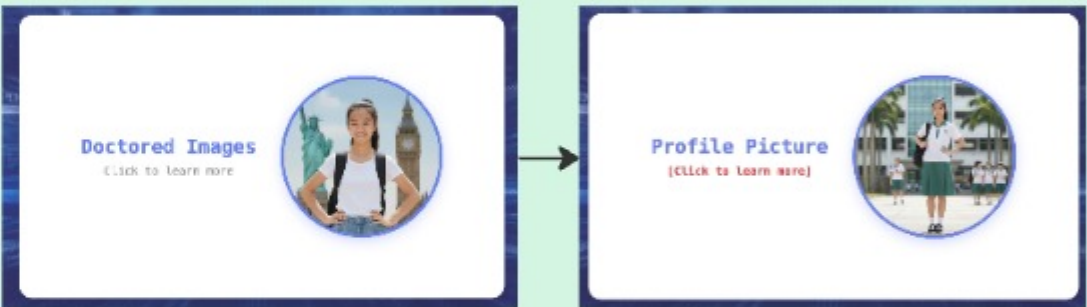 Doctored Images
Click to learn more
Profile Picture
[Click to learn more]